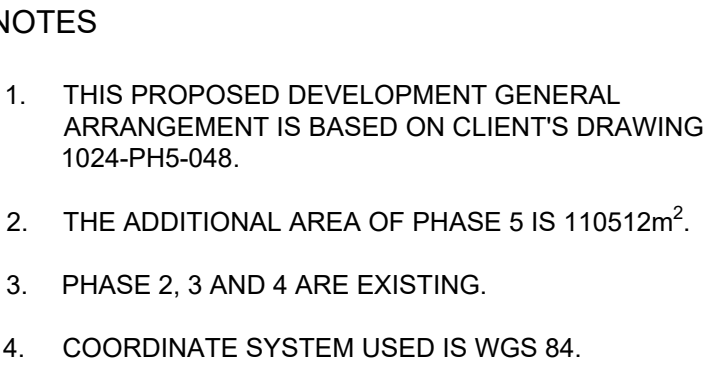 NOTES
1. THIS PROPOSED DEVELOPMENT GENERAL
ARRANGEMENT IS BASED ON CLIENT'S DRAWING
1024-PH5-048.
2. THE ADDITIONAL AREA OF PHASE 5 IS 110512m².
3. PHASE 2, 3 AND 4 ARE EXISTING.
4. COORDINATE SYSTEM USED IS WGS 84.